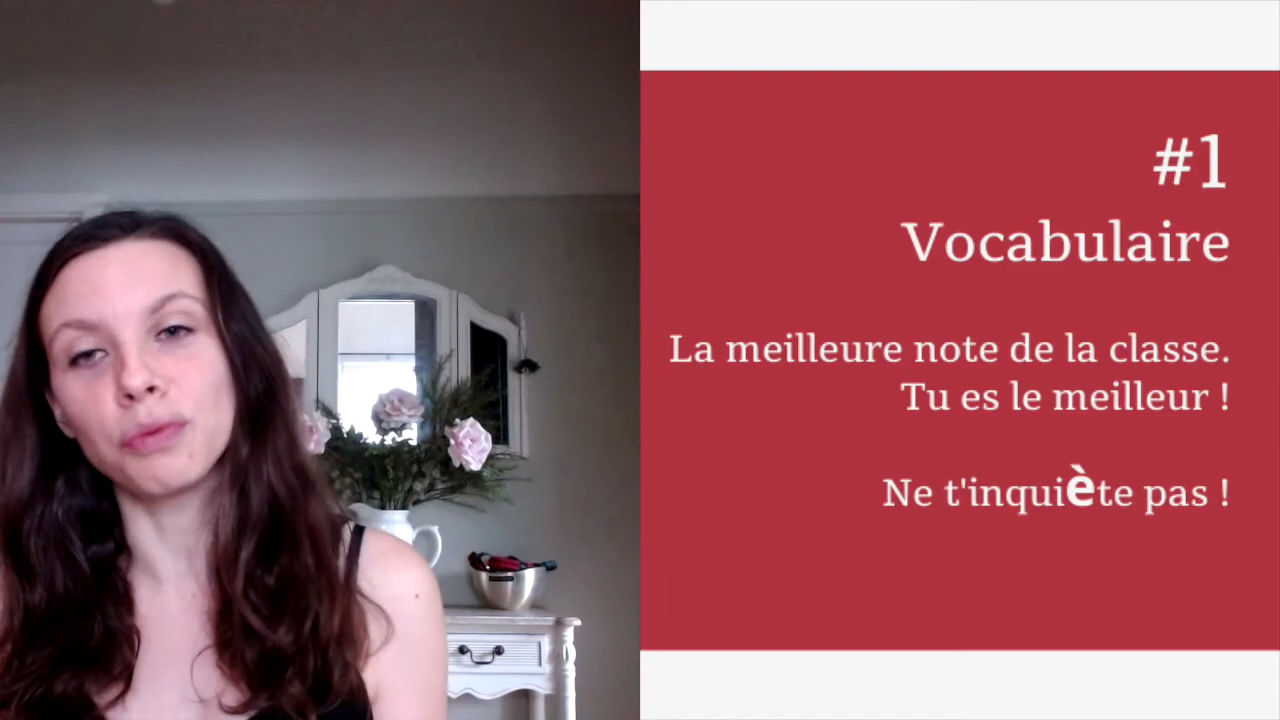 #1
Vocabulaire
La meilleure note de la classe.
Tu es le meilleur !
Ne t'inquiète pas !